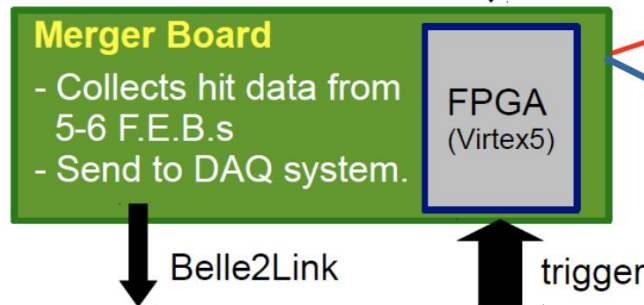 Merger Board
- Collects hit data from
5-6 F.E.B.s
- Send to DAQ system.
FPGA
(Virtex5)
Belle2Link
trigger